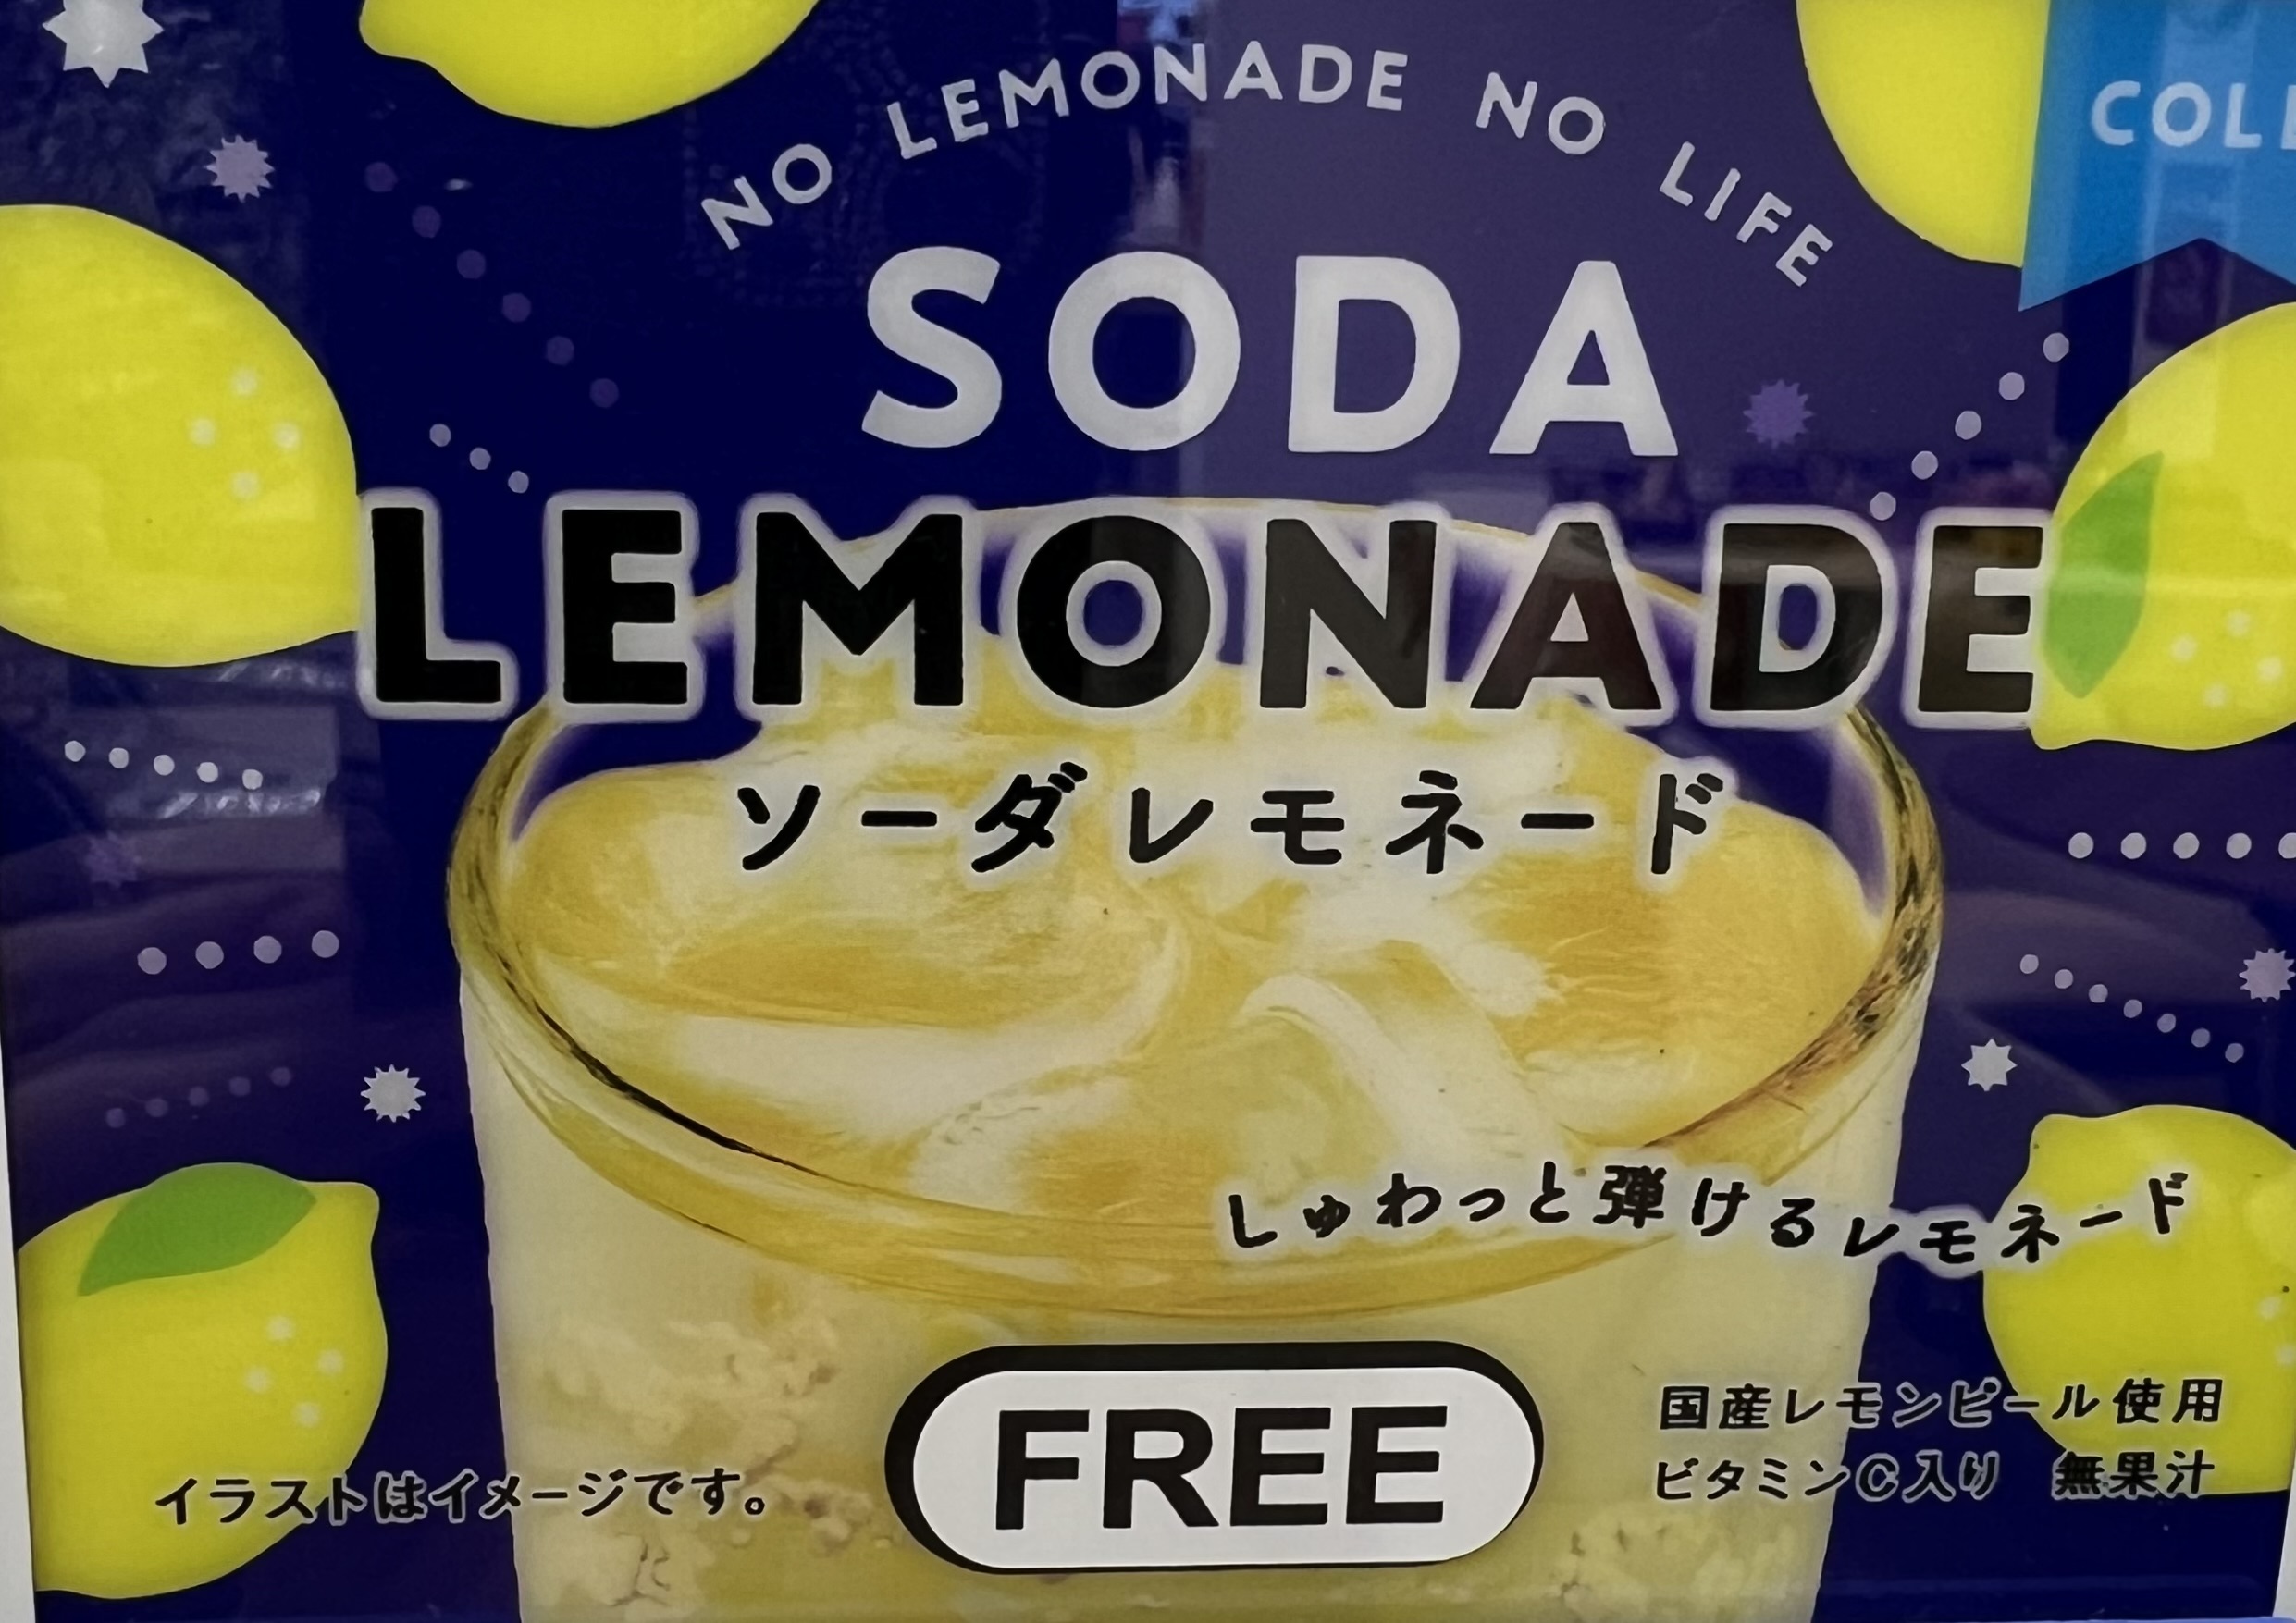 NO LEMONADE NO LIFE
SODA
LEMONADE
ソーダレモネード
しゅわっと弾けるレモネード
FREE
国産レモンピール使用
ビタミンC入り 無果汁
イラストはイメージです。